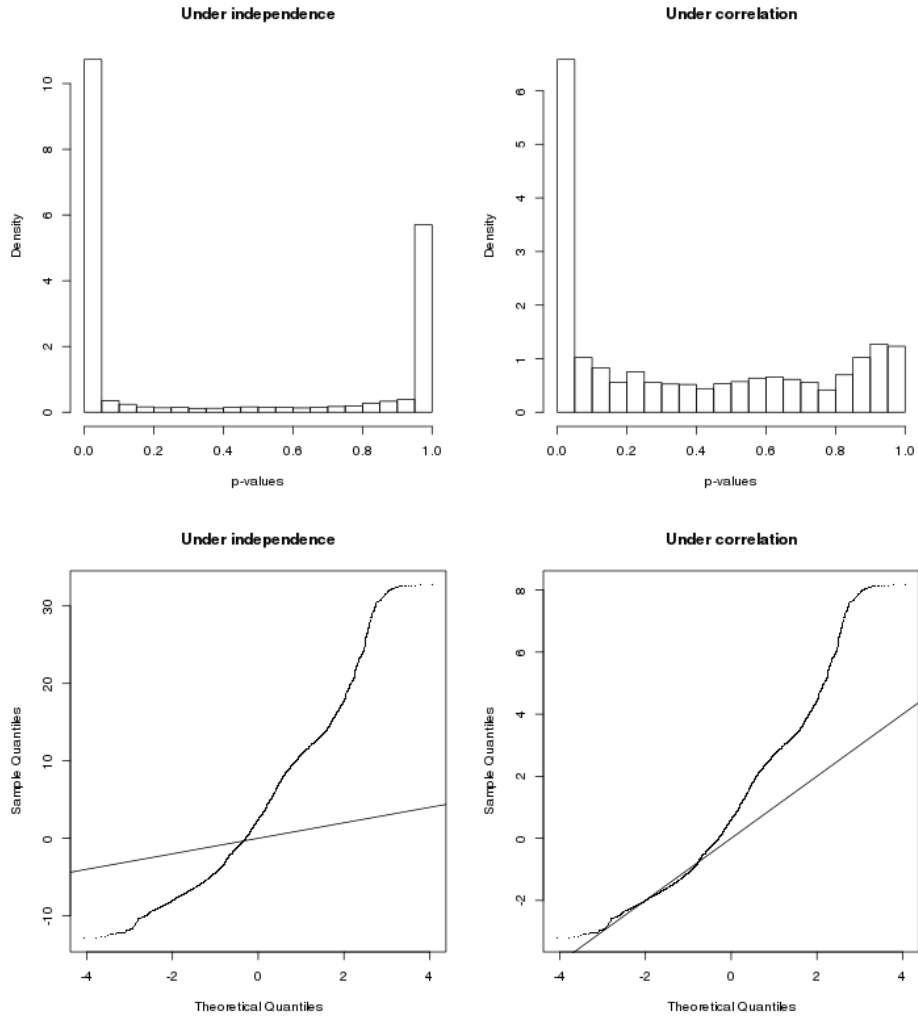 Under independence
Under correlation
Density
0
2
4
6
8
10
0.0 0.2 0.4 0.6 0.8 1.0
p-values
Density
0
1
2
3
4
5
6
0.0 0.2 0.4 0.6 0.8 1.0
p-values
Under independence
Under correlation
Sample Quantiles
-10
0
10
20
30
-4 -2 0 2 4
Theoretical Quantiles
Sample Quantiles
-2
0
2
4
6
8
-4 -2 0 2 4
Theoretical Quantiles